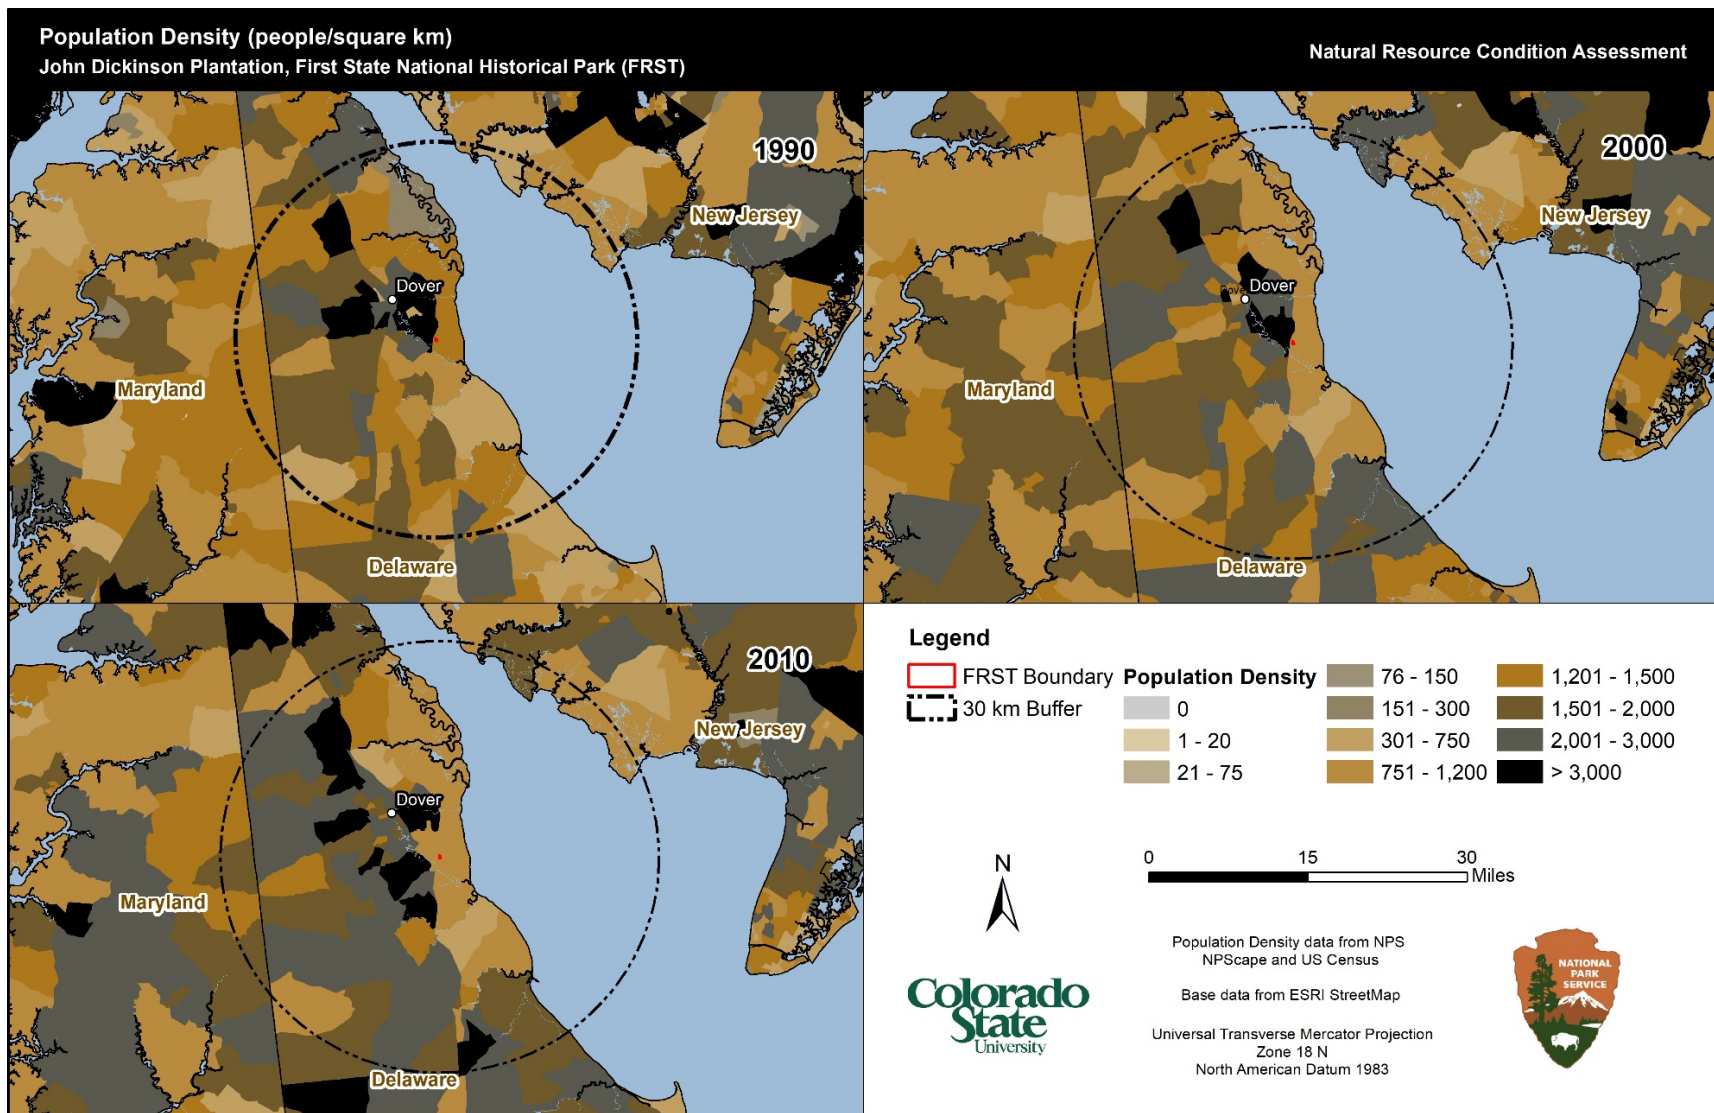 Population Density (people/square km)
John Dickinson Plantation, First State National Historical Park (FRST)
Natural Resource Condition Assessment
1990
New Jersey
Dover
Maryland
Delaware
2000
New Jersey
Dover
Dover
Maryland
Delaware
2010
New Jersey
Dover
Maryland
Delaware
Legend
FRST Boundary
30 km Buffer
Population Density
0
1 - 20
21 - 75
76 - 150
151 - 300
301 - 750
751 - 1,200
1,201 - 1,500
1,501 - 2,000
2,001 - 3,000
> 3,000
N
0 15 30
Miles
Population Density data from NPS
NPScape and US Census
Base data from ESRI StreetMap
Universal Transverse Mercator Projection
Zone 18 N
North American Datum 1983
Colorado
State
University
NATIONAL
PARK
SERVICE